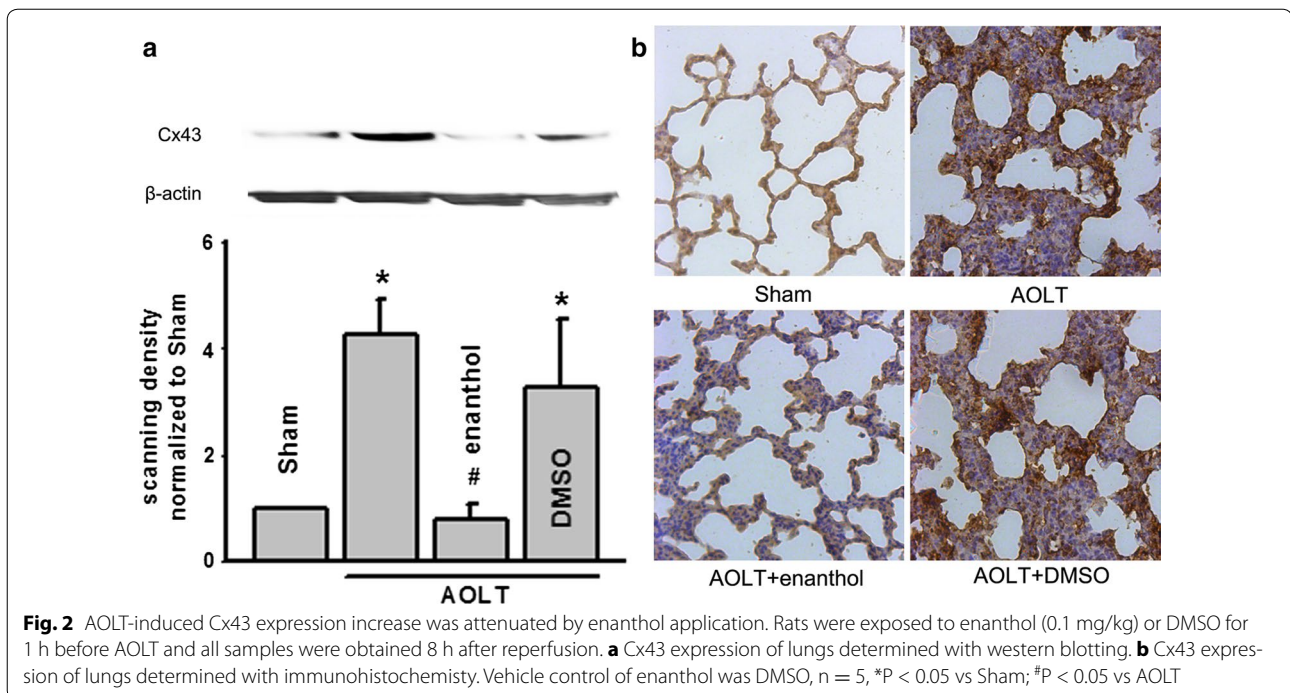 a
b
Cx43
β-actin
6
4
2
0
scanning density
normalized to Sham
Sham
*
# enanthol
*
DMSO
AOLT
Sham
AOLT
AOLT+enanthol
AOLT+DMSO
Fig. 2 AOLT-induced Cx43 expression increase was attenuated by enanthol application. Rats were exposed to enanthol (0.1 mg/kg) or DMSO for
1 h before AOLT and all samples were obtained 8 h after reperfusion. a Cx43 expression of lungs determined with western blotting. b Cx43 expres-
sion of lungs determined with immunohistochemisty. Vehicle control of enanthol was DMSO, n = 5, *P < 0.05 vs Sham; #P < 0.05 vs AOLT